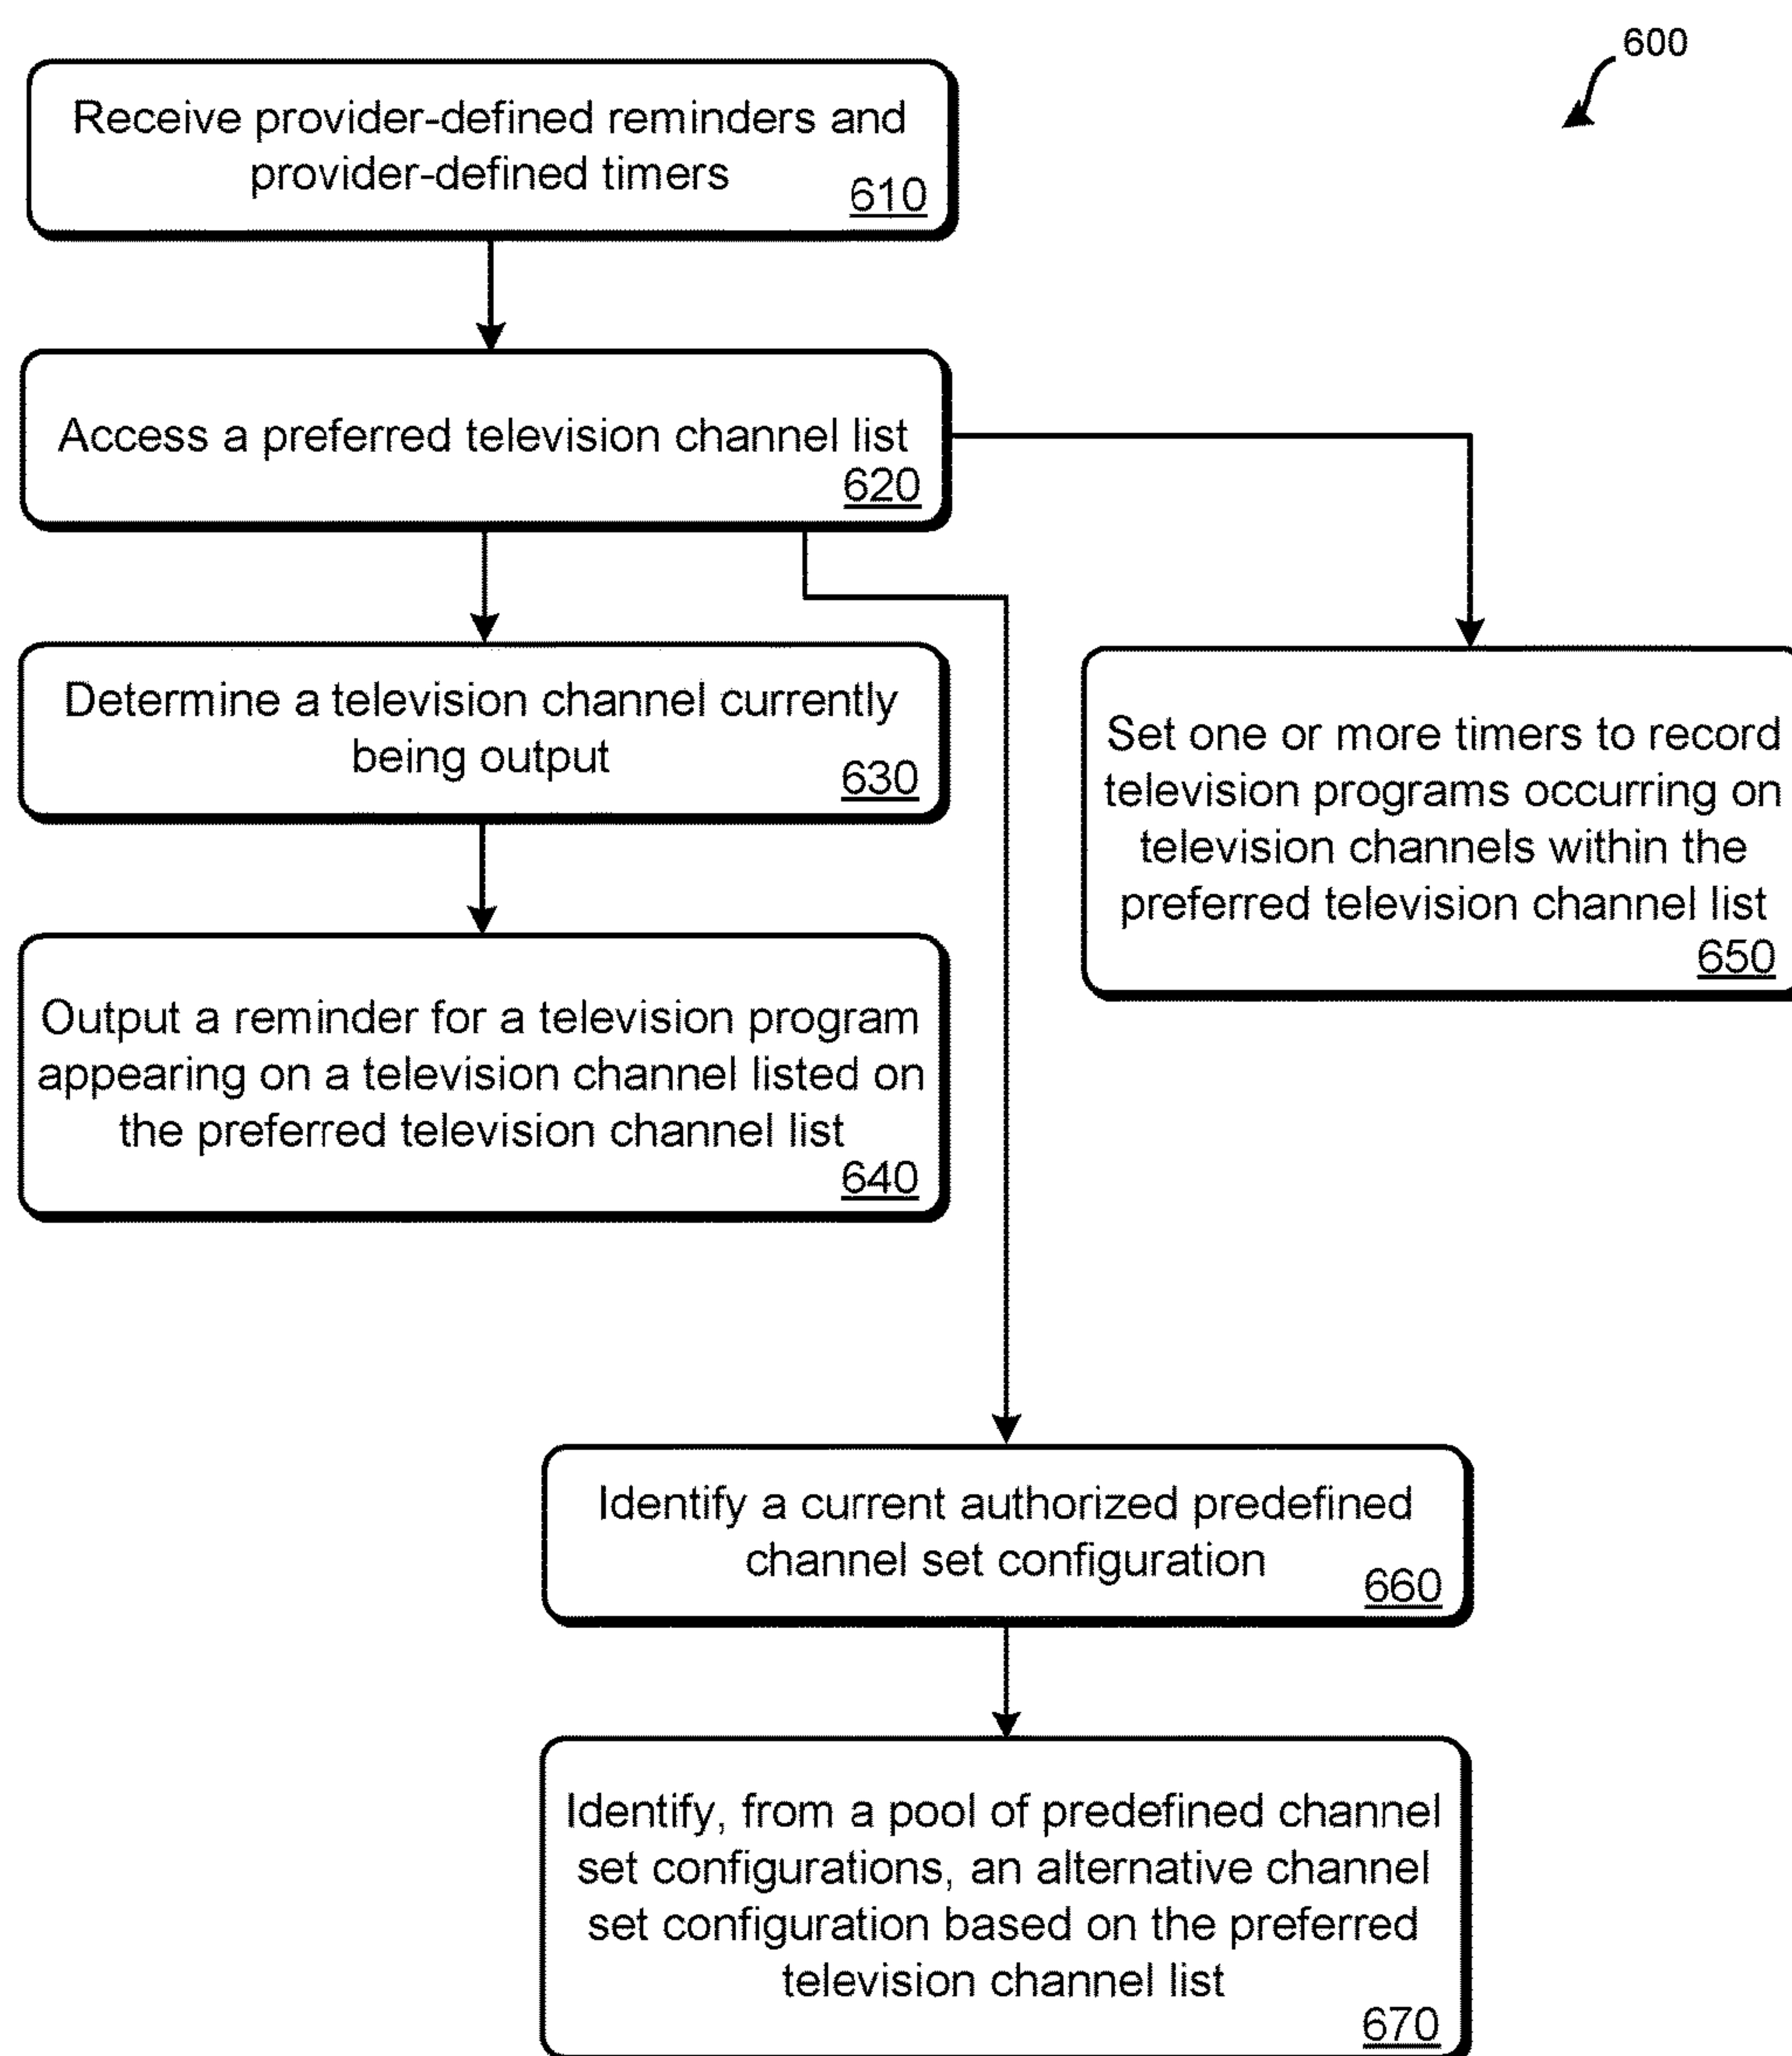 600
Receive provider-defined reminders and
provider-defined timers
610
Access a preferred television channel list
620
Determine a television channel currently
being output
630
Output a reminder for a television program
appearing on a television channel listed on
the preferred television channel list
640
Set one or more timers to record
television programs occurring on
television channels within the
preferred television channel list
650
Identify a current authorized predefined
channel set configuration
660
Identify, from a pool of predefined channel
set configurations, an alternative channel
set configuration based on the preferred
television channel list
670